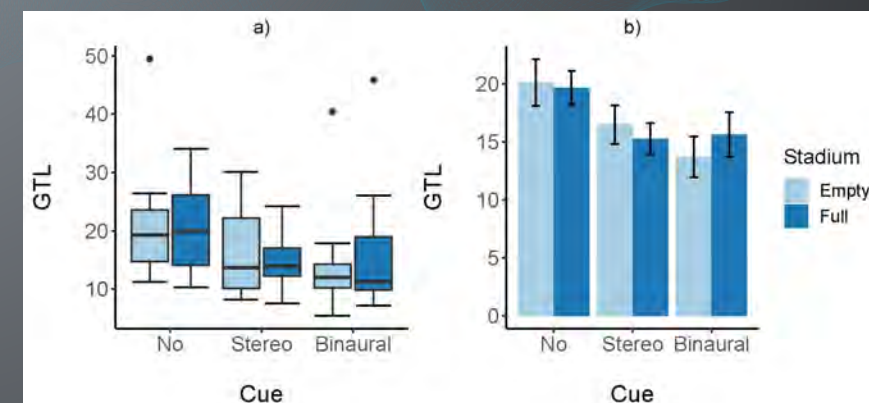 a)
GTL
50
40
30
20
10
No Stereo Binaural
Cue
b)
GTL
20
15
10
5
0
No Stereo Binaural
Cue
Stadium
Empty
Full